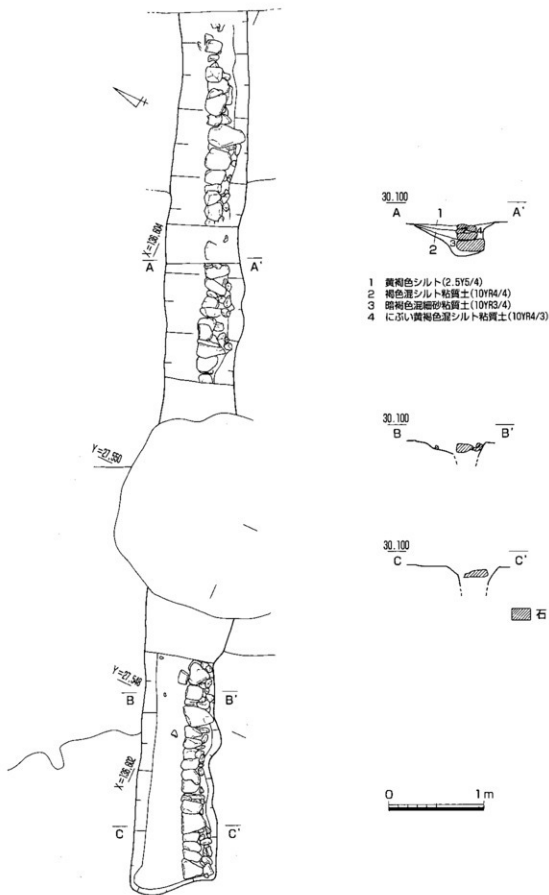 X=136,604
A
A'
Y=27,550
Y=27,548
B
B'
X=136,602
C
C'
30.100
A
A'
1
2
3
4
1 黄褐色シルト(2.5Y5/4)
2 褐色混シルト粘質土(10YR4/4)
3 暗褐色混細砂粘質土(10YR3/4)
4 にぶい黄褐色混シルト粘質土(10YR4/3)
30.100
B
B'
30.100
C
C'
石
0
1m